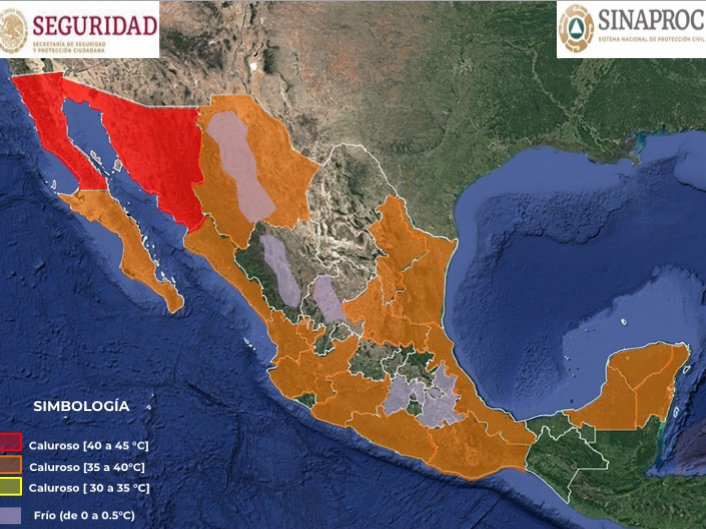 SEGURIDAD
SECRETARÍA DE SEGURIDAD
Y PROTECCIÓN CIUDADANA
SINAPROC
SISTEMA NACIONAL DE PROTECCIÓN CIVIL
SIMBOLOGÍA
Caluroso [40 a 45 °C]
Caluroso [35 a 40°C]
Caluroso [ 30 a 35 °C]
Frío (de 0 a 0.5°C)